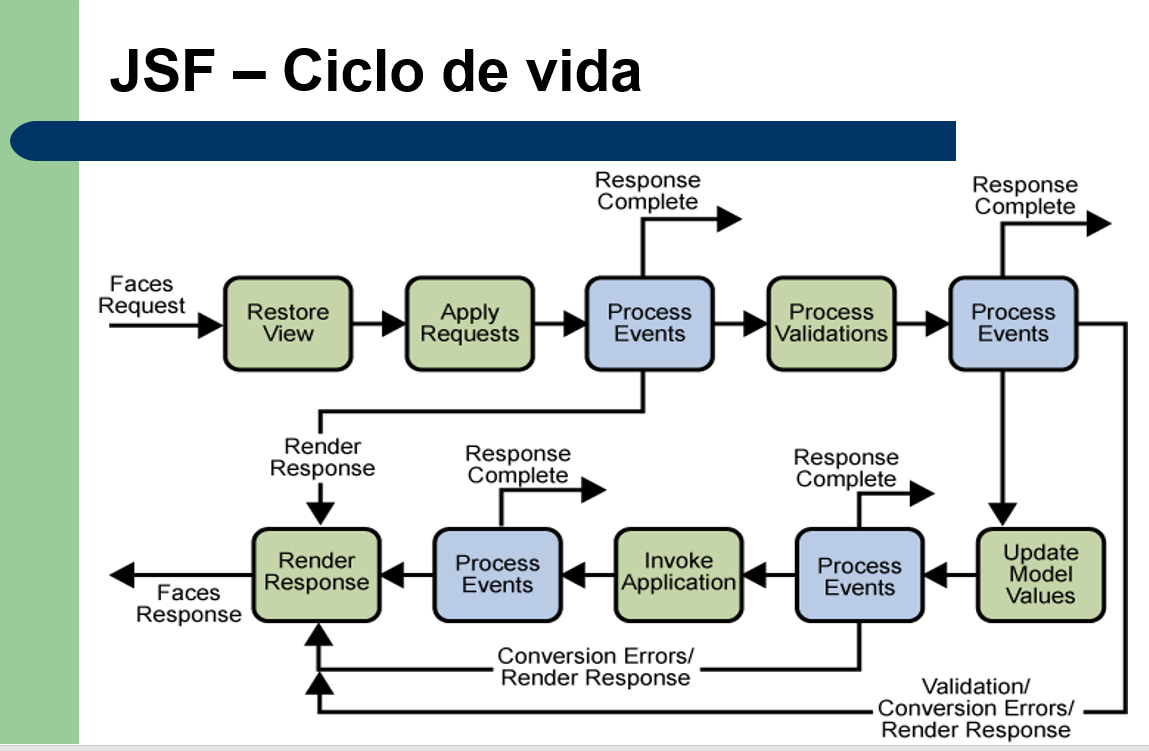 JSF – Ciclo de vida
Response
Complete
Response
Complete
Faces
Request
Restore
View
Apply
Requests
Process
Events
Process
Validations
Process
Events
Render
Response
Response
Complete
Response
Complete
Render
Response
Process
Events
Invoke
Application
Process
Events
Update
Model
Values
Faces
Response
Conversion Errors/
Render Response
Validation/
Conversion Errors/
Render Response